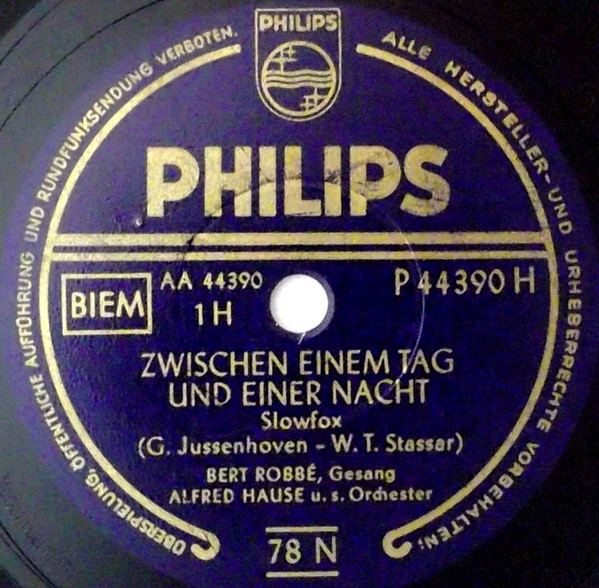 PHILIPS
ALLE HERSTELLER- UND URHEBERRECHTE VORBEHALTEN:
ÜBERSPIELUNG, ÖFFENTLICHE AUFFÜHRUNG UND RUNDFUNKSENDUNG VERBOTEN.
PHILIPS
BIEM
AA 44390
1 H
P 44390 H
ZWISCHEN EINEM TAG
UND EINER NACHT
Slowfox
(G. Jussenhoven - W. T. Stassar)
BERT ROBBÉ, Gesang
ALFRED HAUSE u. s. Orchester
78 N